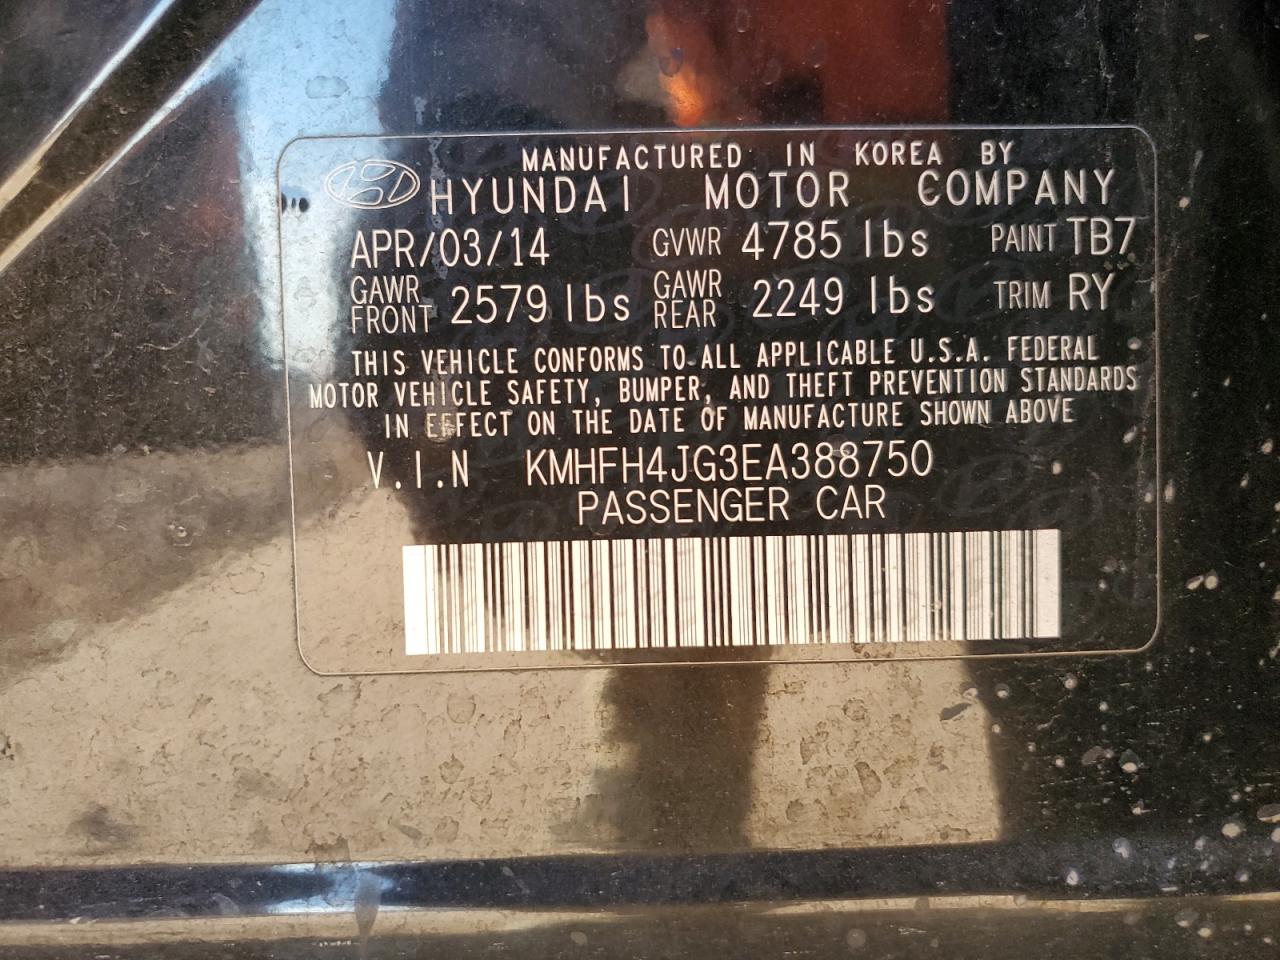 MANUFACTURED IN KOREA BY
HYUNDAI MOTOR COMPANY
APR/03/14 GVWR 4785 lbs PAINT TB7
GAWR FRONT 2579 lbs GAWR REAR 2249 lbs TRIM RY
THIS VEHICLE CONFORMS TO ALL APPLICABLE U.S.A. FEDERAL
MOTOR VEHICLE SAFETY, BUMPER, AND THEFT PREVENTION STANDARDS
IN EFFECT ON THE DATE OF MANUFACTURE SHOWN ABOVE
V.I.N KMHFH4JG3EA388750
PASSENGER CAR